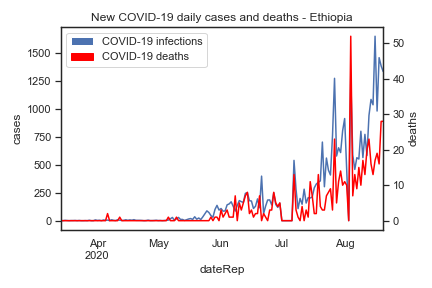 New COVID-19 daily cases and deaths - Ethiopia
COVID-19 infections
COVID-19 deaths
cases
1500
1250
1000
750
500
250
0
deaths
50
40
30
20
10
0
Apr
2020
May
Jun
Jul
Aug
dateRep